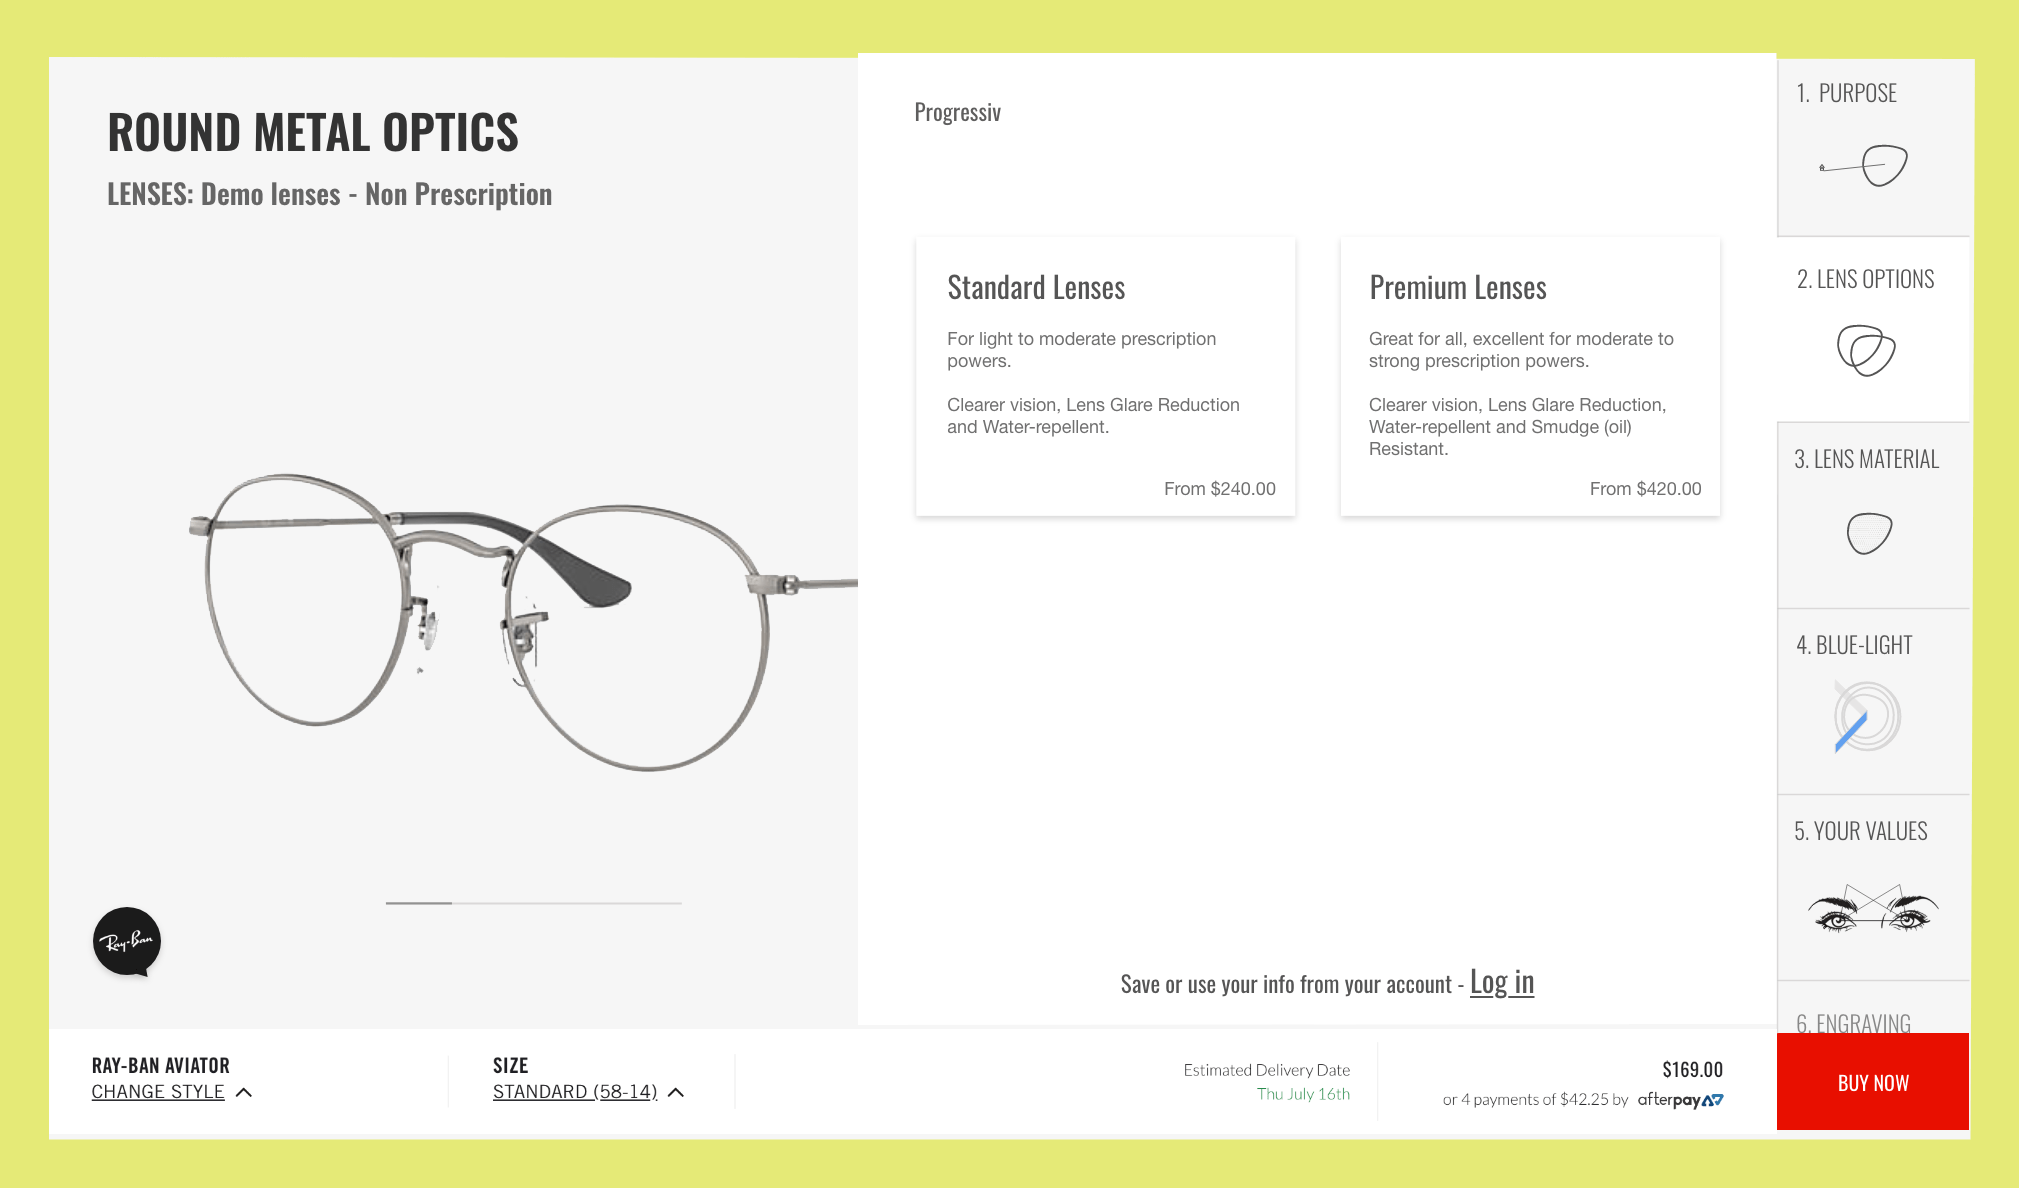 ROUND METAL OPTICS
LENSES: Demo lenses - Non Prescription
Ray-Ban
RAY-BAN AVIATOR
CHANGE STYLE
SIZE
STANDARD (58-14)
Progressiv
Standard Lenses
For light to moderate prescription
powers.
Clearer vision, Lens Glare Reduction
and Water-repellent.
From $240.00
Premium Lenses
Great for all, excellent for moderate to
strong prescription powers.
Clearer vision, Lens Glare Reduction,
Water-repellent and Smudge (oil)
Resistant.
From $420.00
Save or use your info from your account - Log in
Estimated Delivery Date
Thu July 16th
$169.00
or 4 payments of $42.25 by afterpay
1. PURPOSE
2. LENS OPTIONS
3. LENS MATERIAL
4. BLUE-LIGHT
5. YOUR VALUES
6. ENGRAVING
BUY NOW